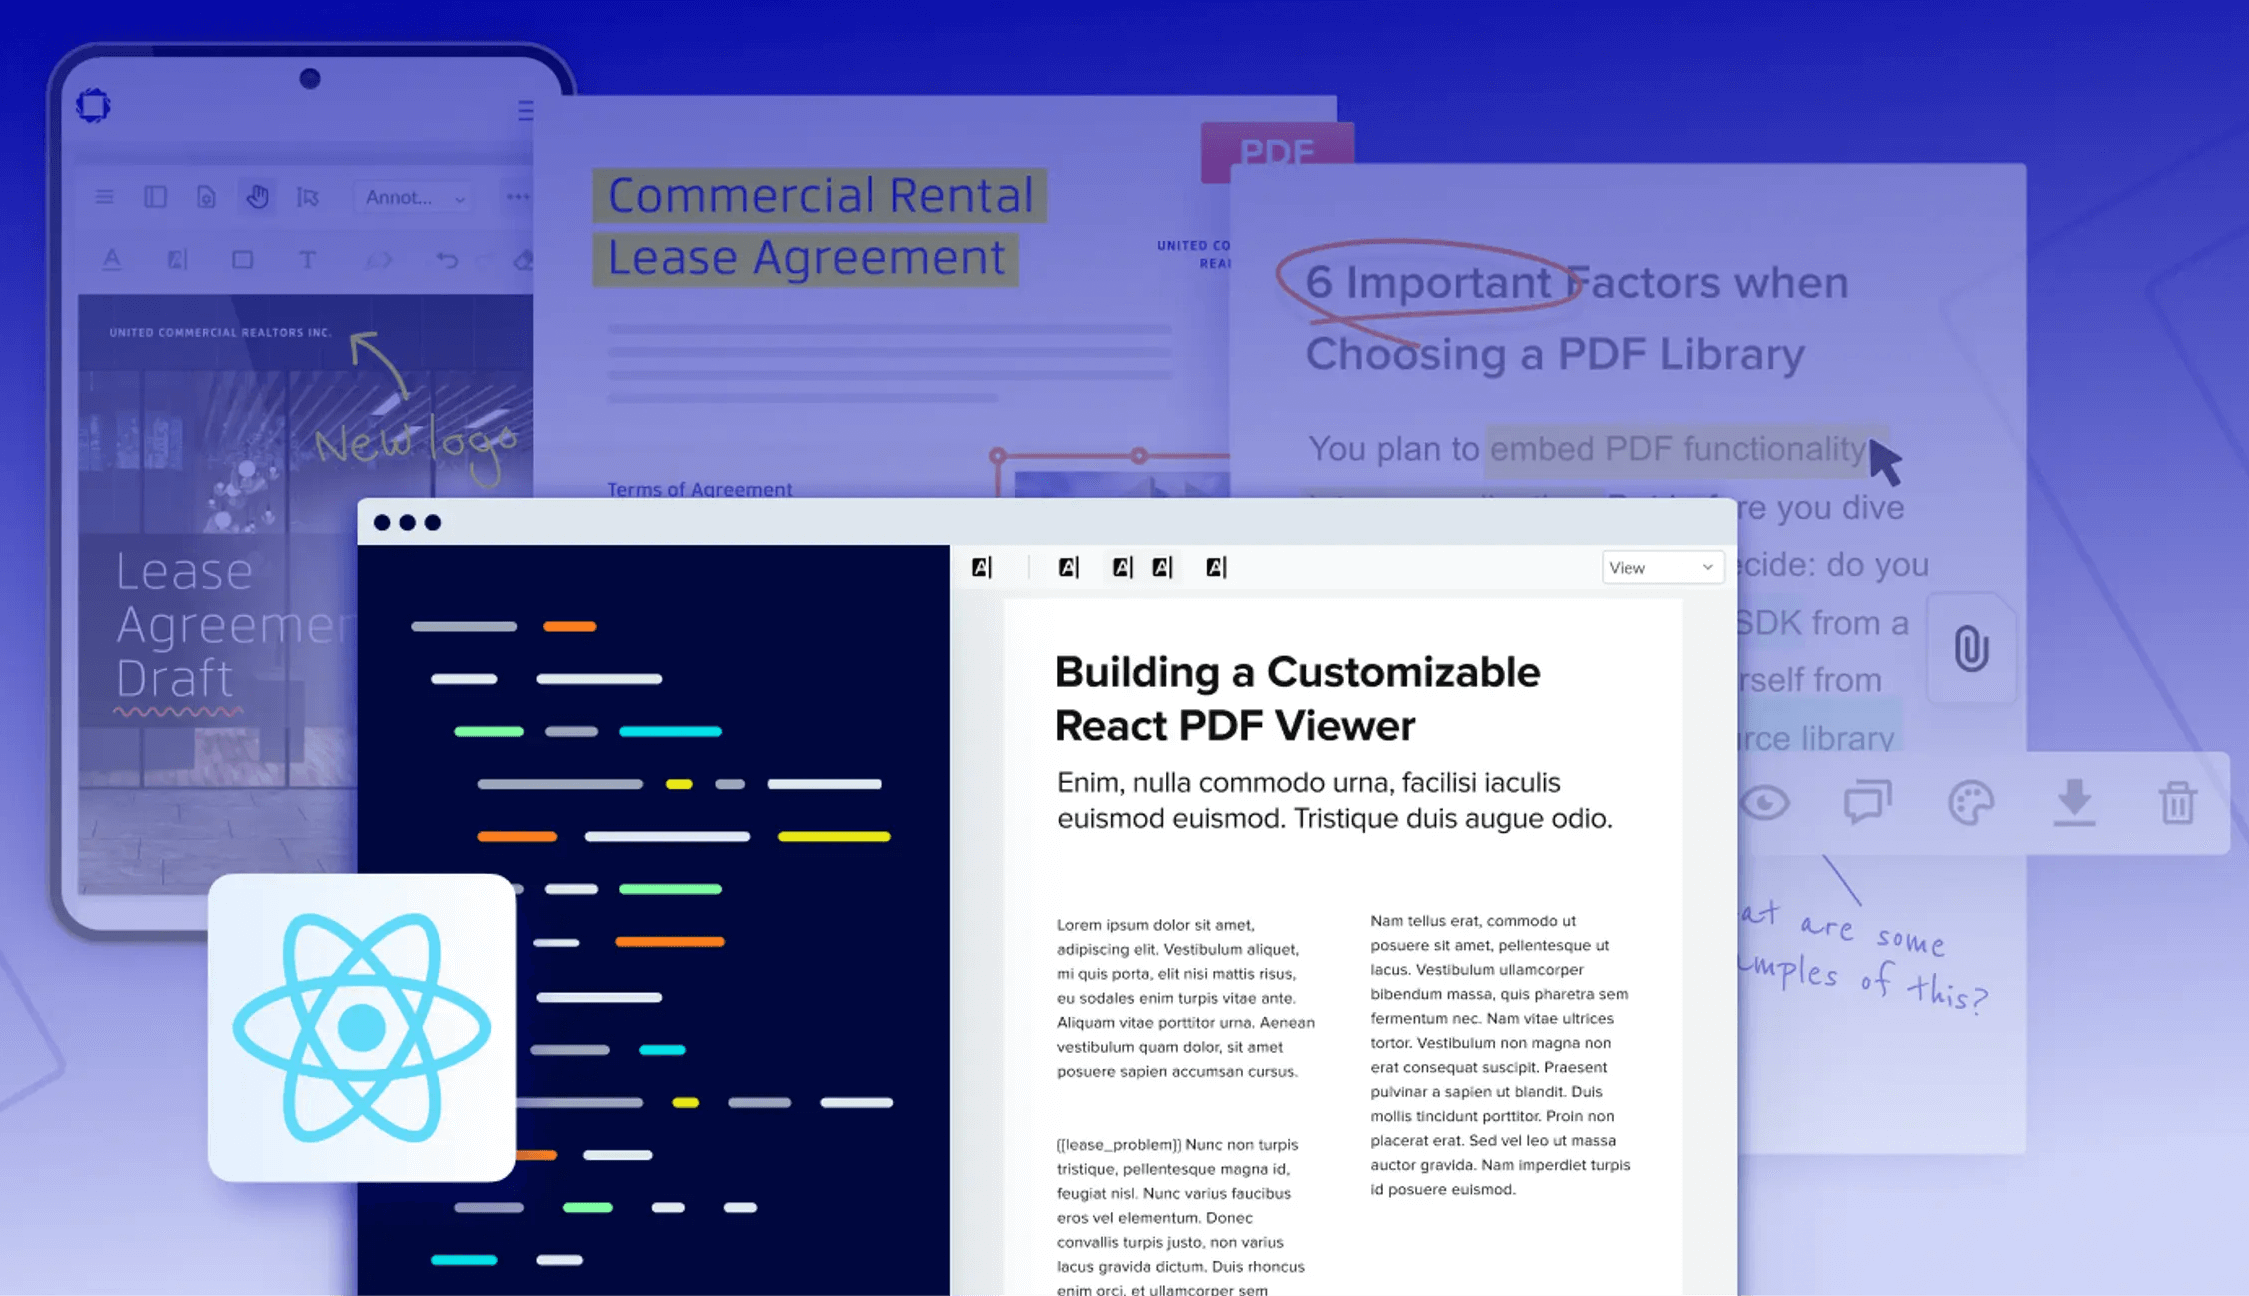 Annot...
A
T
UNITED COMMERCIAL REALTORS INC.
New logo
Lease
Agreemen
Draft
Commercial Rental
Lease Agreement
UNITED CO
REAL
Terms of Agreement
PDF
6 Important Factors when
Choosing a PDF Library
You plan to embed PDF functionality
re you dive
cide: do you
SDK from a
rself from
rce library
at are some
mples of this?
View
Building a Customizable
React PDF Viewer
Enim, nulla commodo urna, facilisi iaculis
euismod euismod. Tristique duis augue odio.
Lorem ipsum dolor sit amet,
adipiscing elit. Vestibulum aliquet,
mi quis porta, elit nisi mattis risus,
eu sodales enim turpis vitae ante.
Aliquam vitae porttitor urna. Aenean
vestibulum quam dolor, sit amet
posuere sapien accumsan cursus.
{{lease_problem}} Nunc non turpis
tristique, pellentesque magna id,
feugiat nisl. Nunc varius faucibus
eros vel elementum. Donec
convallis turpis justo, non varius
lacus gravida dictum. Duis rhoncus
enim orci, et ullamcorper sem
Nam tellus erat, commodo ut
posuere sit amet, pellentesque ut
lacus. Vestibulum ullamcorper
bibendum massa, quis pharetra sem
fermentum nec. Nam vitae ultrices
tortor. Vestibulum non magna non
erat consequat suscipit. Praesent
pulvinar a sapien ut blandit. Duis
mollis tincidunt porttitor. Proin non
placerat erat. Sed vel leo ut massa
auctor gravida. Nam imperdiet turpis
id posuere euismod.